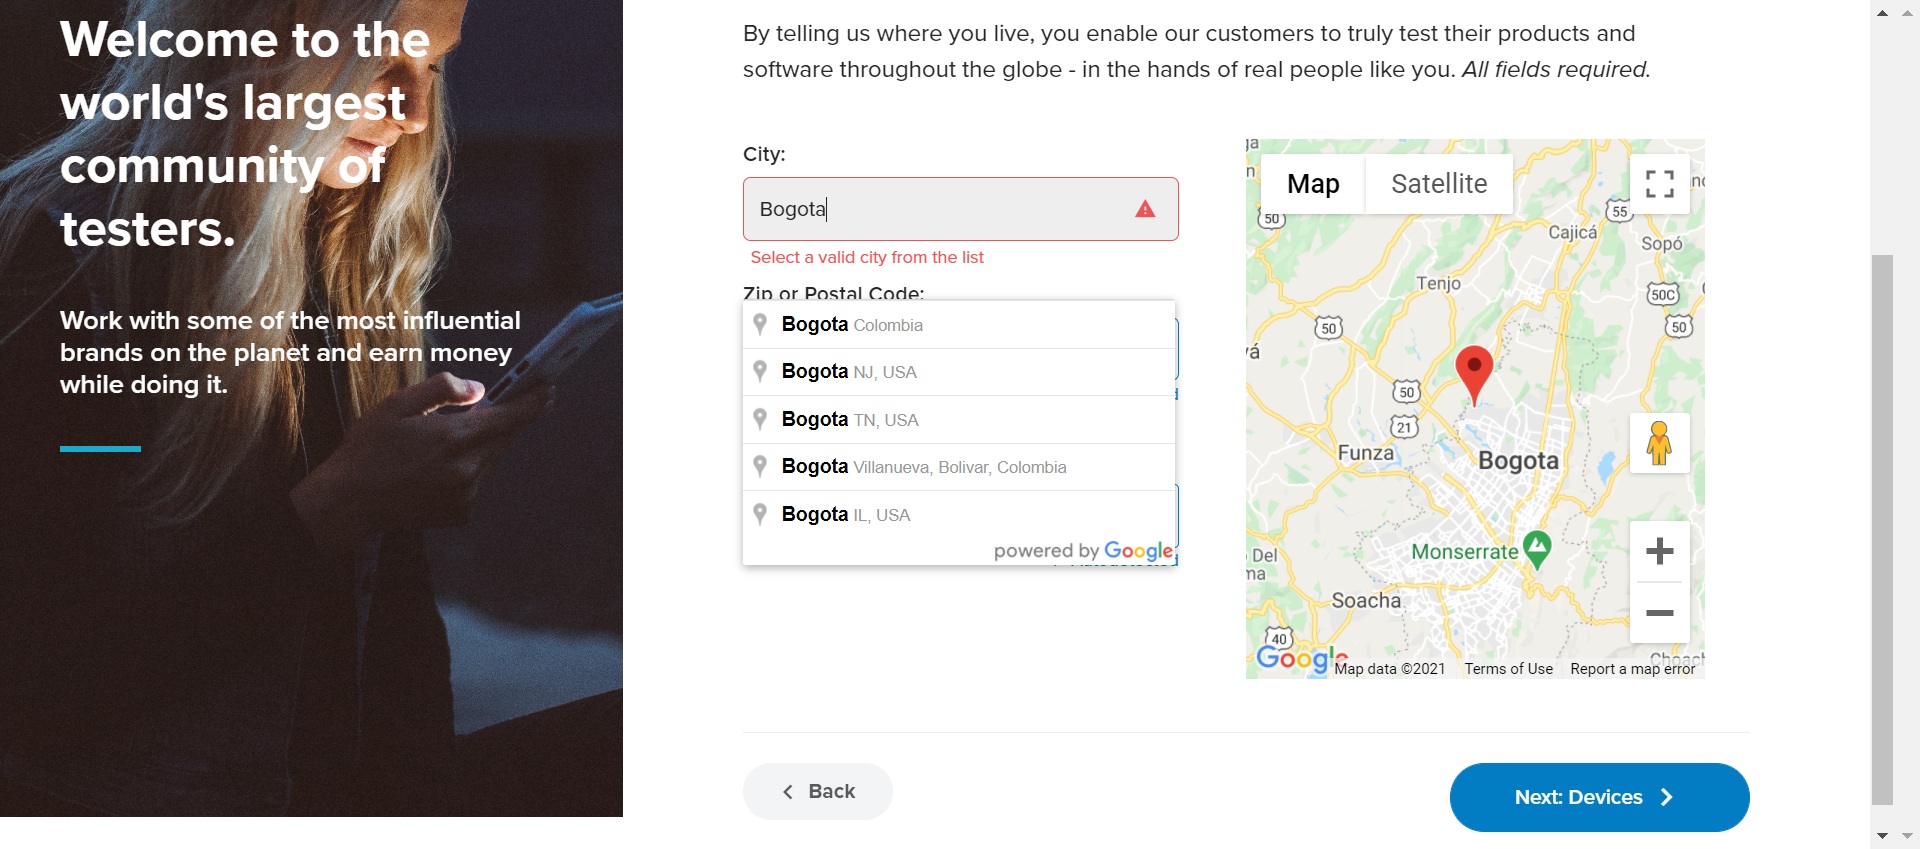 Welcome to the
world's largest
community of
testers.
Work with some of the most influential
brands on the planet and earn money
while doing it.
By telling us where you live, you enable our customers to truly test their products and
software throughout the globe - in the hands of real people like you. All fields required.
City:
Bogota
Select a valid city from the list
Zip or Postal Code:
Bogota Colombia
Bogota NJ, USA
Bogota TN, USA
Bogota Villanueva, Bolivar, Colombia
Bogota IL, USA
powered by Google
Map
Satellite
50
55
Cajicá
Sopó
Tenjo
50C
50
50
50
21
Funza
Bogota
Monserrate
Soacha
40
Google
Map data ©2021
Terms of Use
Report a map error
Back
Next: Devices